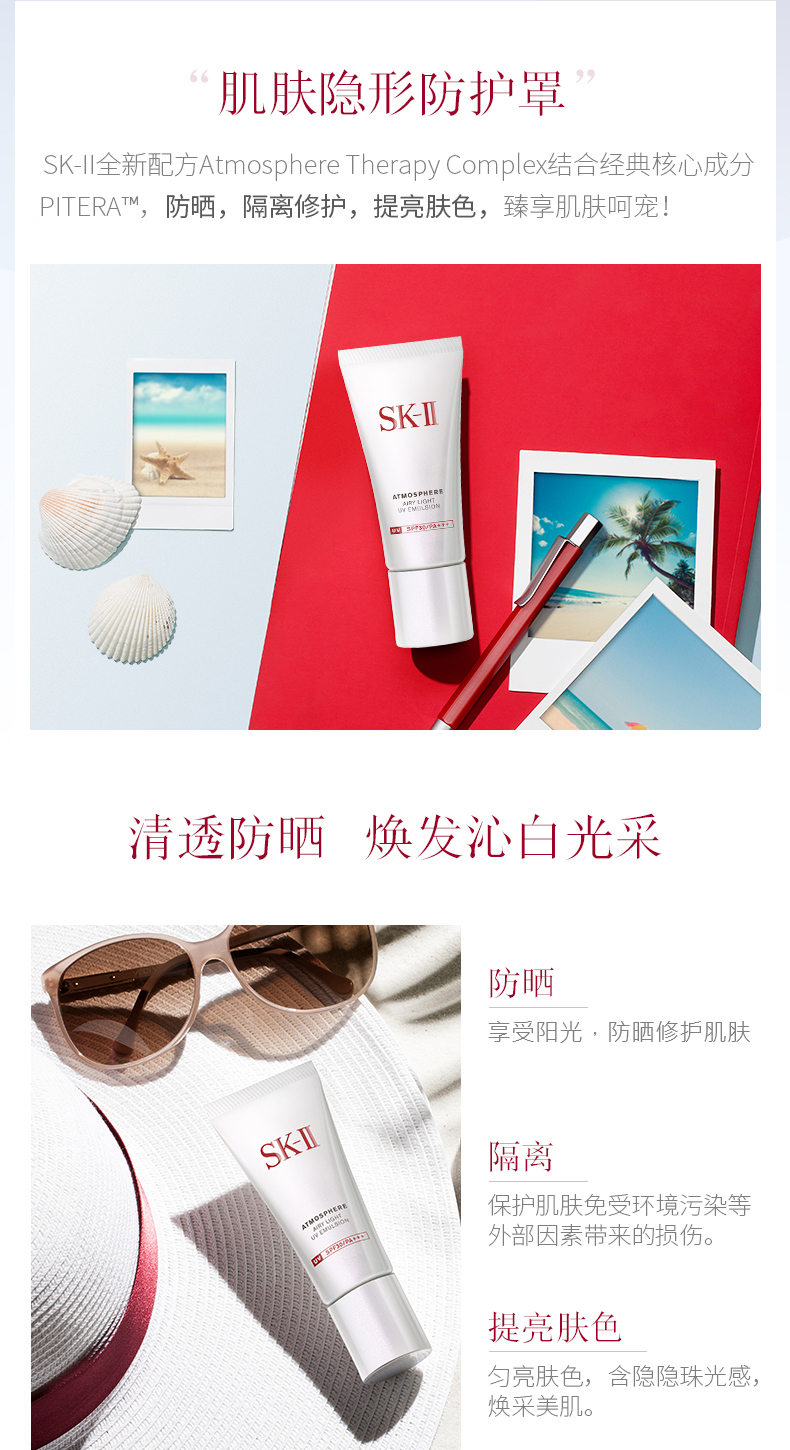 “肌肤隐形防护罩”
SK-II全新配方Atmosphere Therapy Complex结合经典核心成分
PITERA™，防晒，隔离修护，提亮肤色，臻享肌肤呵宠！
SK-II
ATMOSPHERE
AIRY LIGHT
UV EMULSION
UV SPF30/PA+++
清透防晒 焕发沁白光采
防晒
享受阳光，防晒修护肌肤
SK-II
ATMOSPHERE
AIRY LIGHT
UV EMULSION
UV SPF30/PA+++
隔离
保护肌肤免受环境污染等
外部因素带来的损伤。
提亮肤色
匀亮肤色，含隐隐珠光感，
焕采美肌。